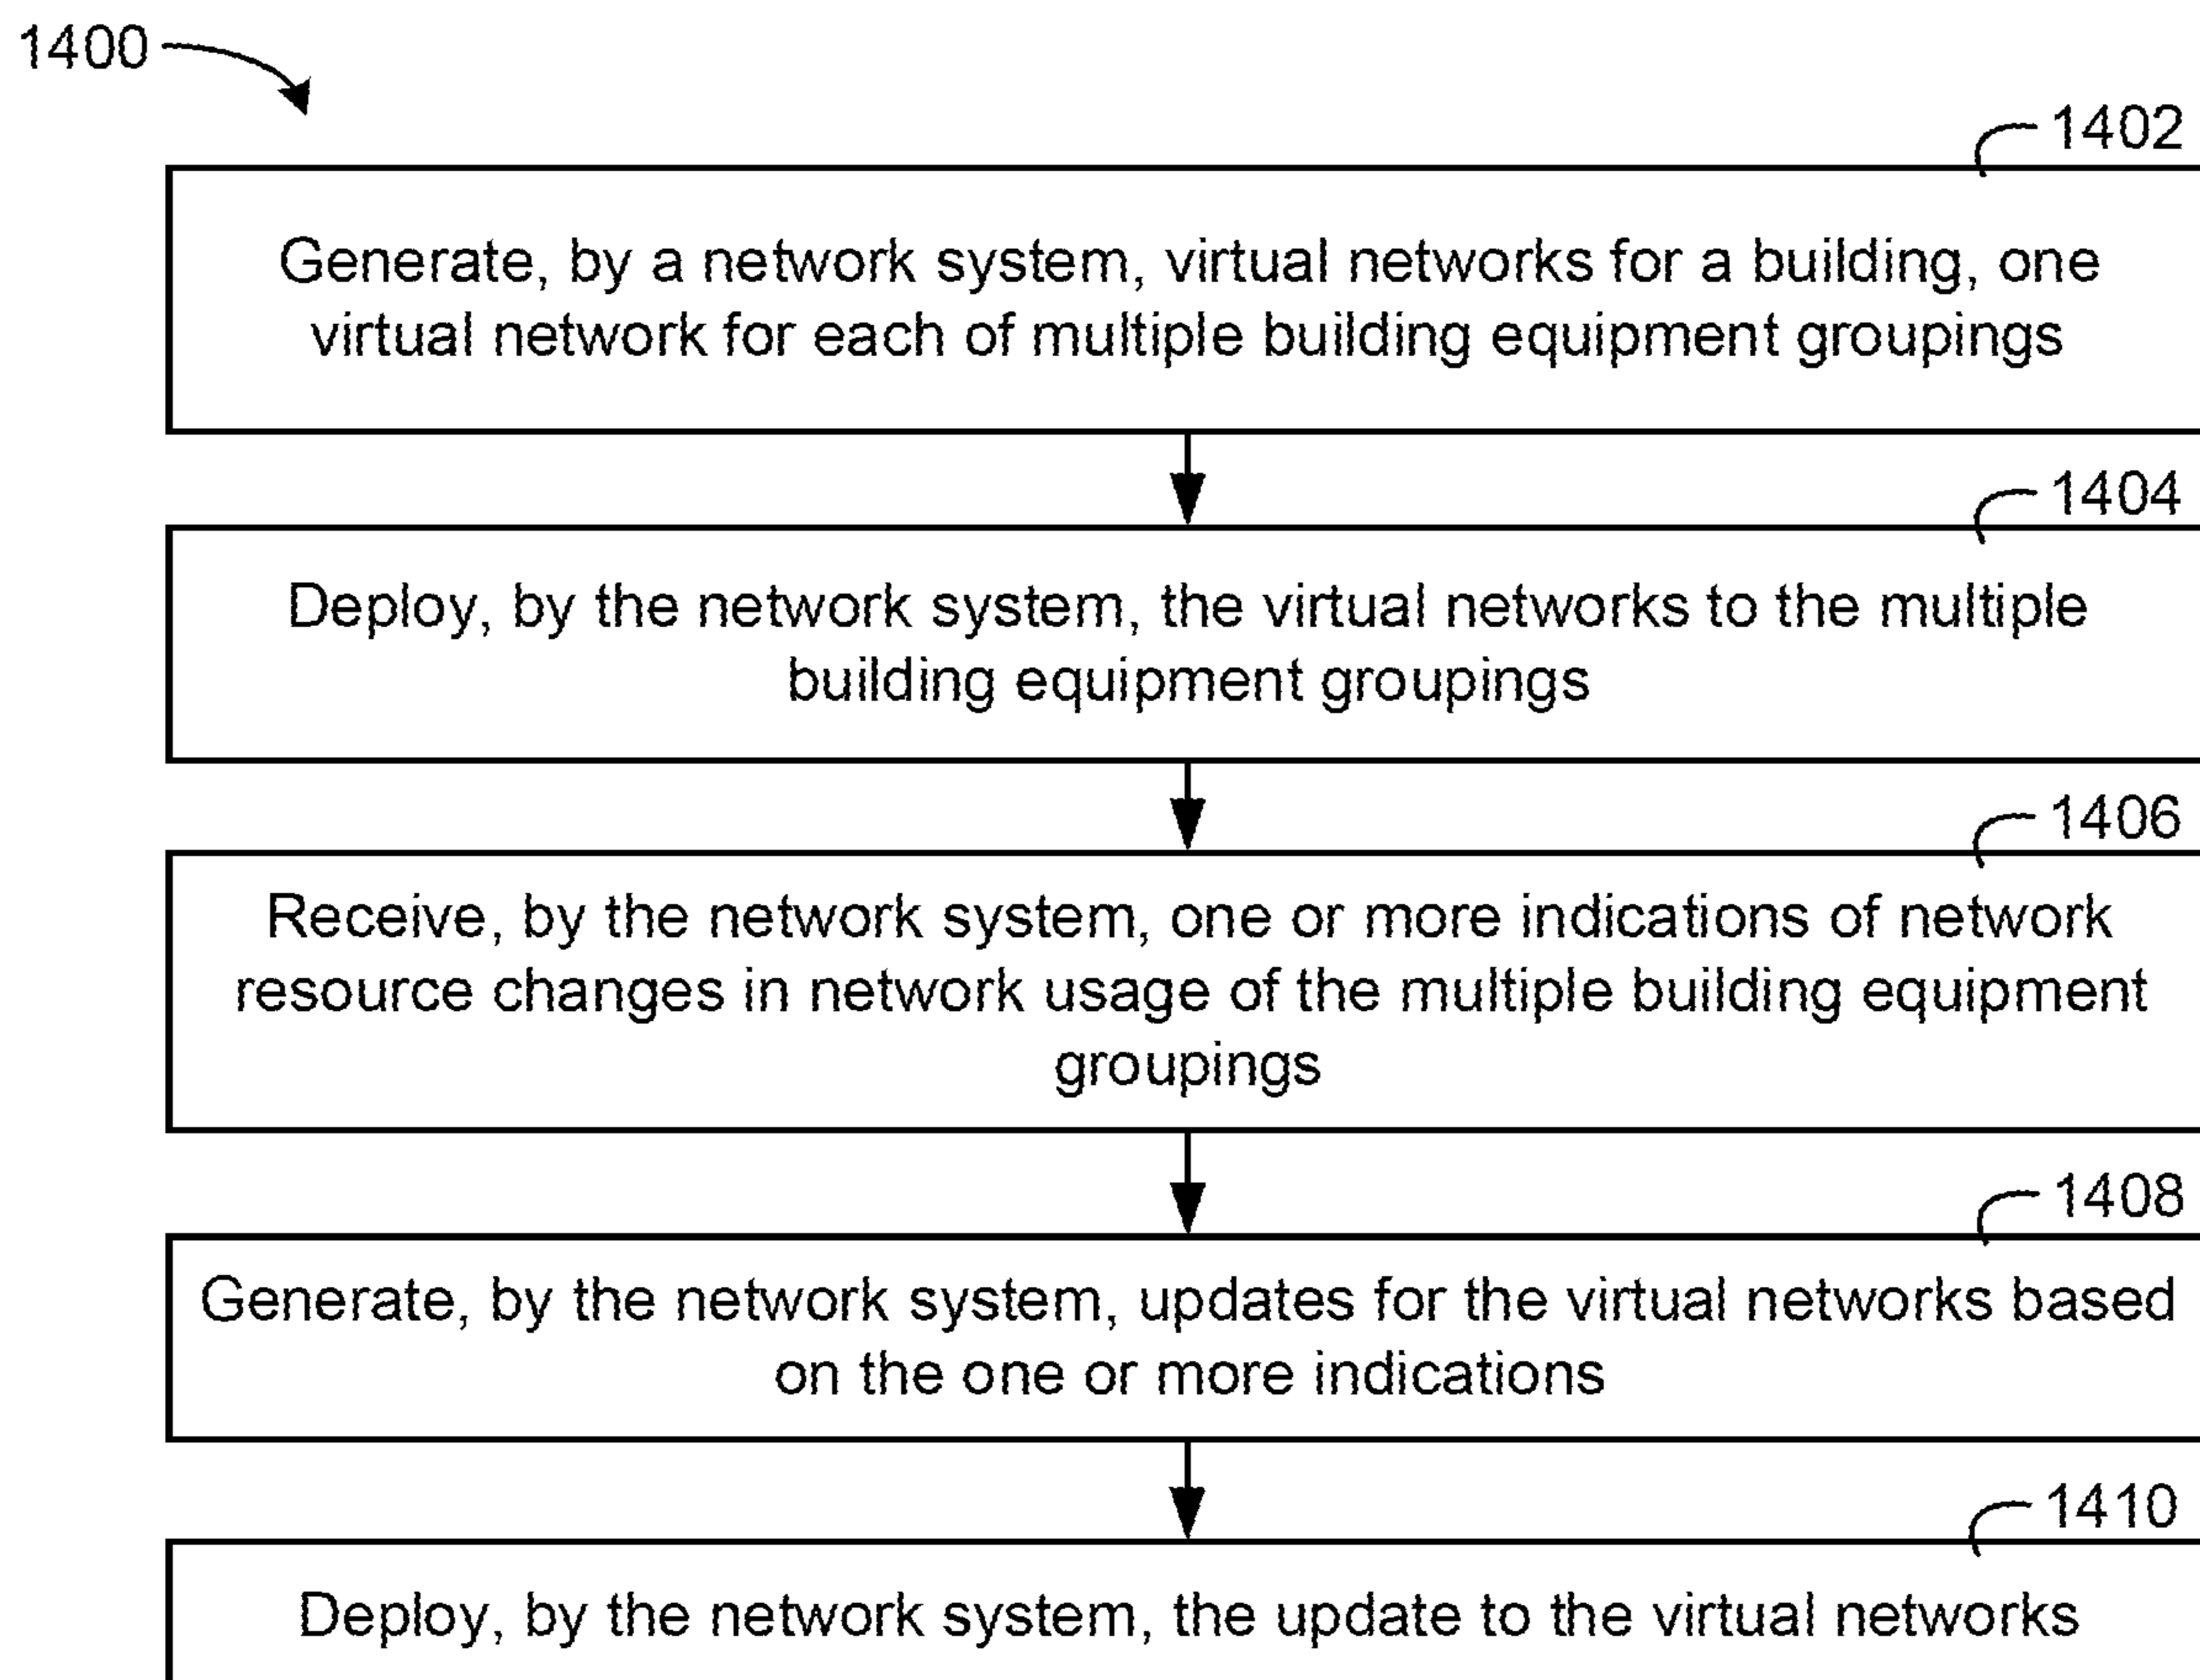 1400
1402
Generate, by a network system, virtual networks for a building, one
virtual network for each of multiple building equipment groupings
1404
Deploy, by the network system, the virtual networks to the multiple
building equipment groupings
1406
Receive, by the network system, one or more indications of network
resource changes in network usage of the multiple building equipment
groupings
1408
Generate, by the network system, updates for the virtual networks based
on the one or more indications
1410
Deploy, by the network system, the update to the virtual networks